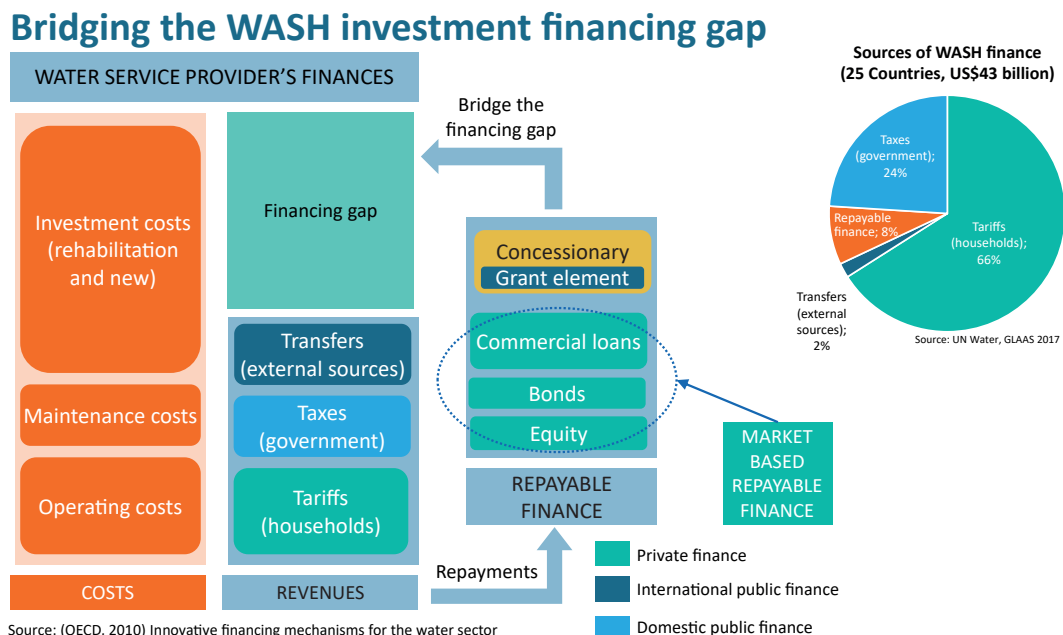 Bridging the WASH investment financing gap
WATER SERVICE PROVIDER’S FINANCES
Investment costs
(rehabilitation
and new)
Maintenance costs
Operating costs
COSTS
Financing gap
Transfers
(external sources)
Taxes
(government)
Tariffs
(households)
REVENUES
Bridge the
financing gap
Concessionary
Grant element
Commercial loans
Bonds
Equity
REPAYABLE
FINANCE
Repayments
MARKET
BASED
REPAYABLE
FINANCE
Private finance
International public finance
Domestic public finance
Sources of WASH finance
(25 Countries, US$43 billion)
Taxes
(government);
24%
Repayable
finance; 8%
Tariffs
(households);
66%
Transfers
(external
sources);
2%
Source: UN Water, GLAAS 2017
Source: (OECD, 2010) Innovative financing mechanisms for the water sector